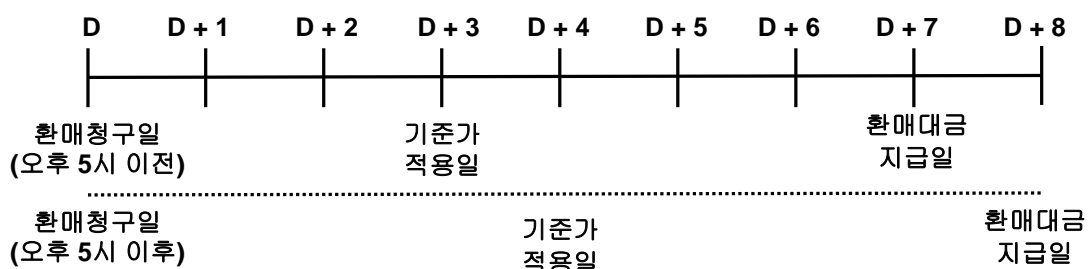 D D + 1 D + 2 D + 3 D + 4 D + 5 D + 6 D + 7 D + 8
환매청구일 기준가 환매대금
(오후 5시 이전) 적용일 지급일
환매청구일 기준가 환매대금
(오후 5시 이후) 적용일 지급일